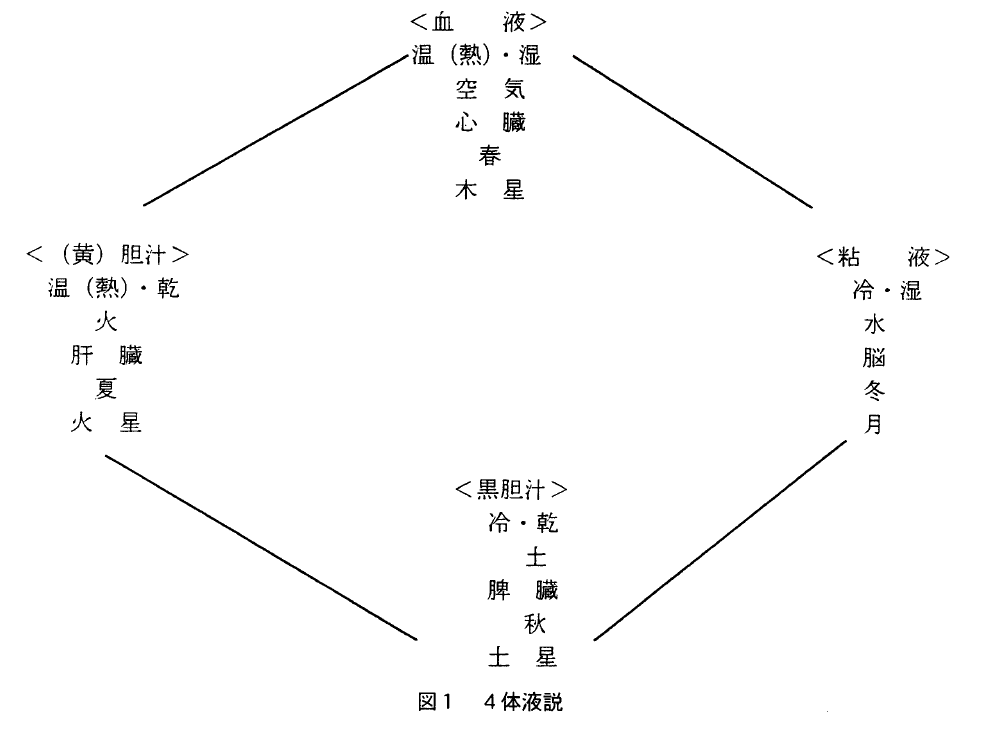 ＜血　液＞
温（熱）・湿
空　気
心　臓
春
木　星
＜（黄）胆汁＞
温（熱）・乾
火
肝　臓
夏
火　星
＜粘　液＞
冷・湿
水
脳
冬
月
＜黒胆汁＞
冷・乾
土
脾　臓
秋
土　星
図1　4体液説